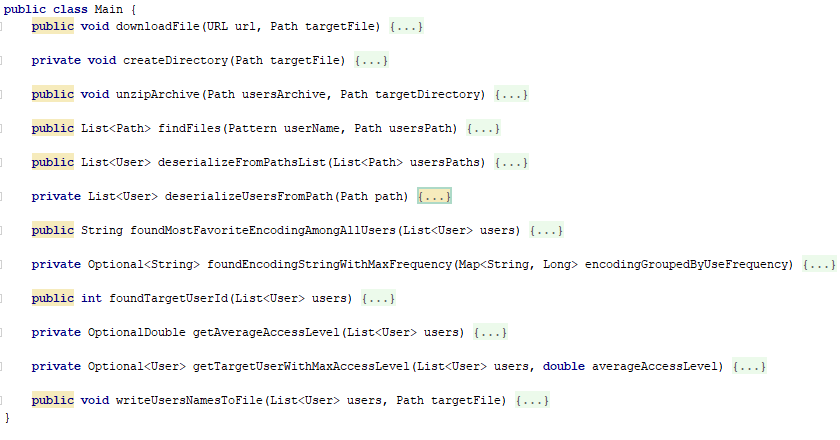 public class Main {
public void downloadFile(URL url, Path targetFile) {...}
private void createDirectory(Path targetFile) {...}
public void unzipArchive(Path usersArchive, Path targetDirectory) {...}
public List<Path> findFiles(Pattern userName, Path usersPath) {...}
public List<User> deserializeFromPathsList(List<Path> usersPaths) {...}
private List<User> deserializeUsersFromPath(Path path) {...}
public String foundMostFavoriteEncodingAmongAllUsers(List<User> users) {...}
private Optional<String> foundEncodingStringWithMaxFrequency(Map<String, Long> encodingGroupedByUseFrequency) {...}
public int foundTargetUserId(List<User> users) {...}
private OptionalDouble getAverageAccessLevel(List<User> users) {...}
private Optional<User> getTargetUserWithMaxAccessLevel(List<User> users, double averageAccessLevel) {...}
public void writeUsersNamesToFile(List<User> users, Path targetFile) {...}
}